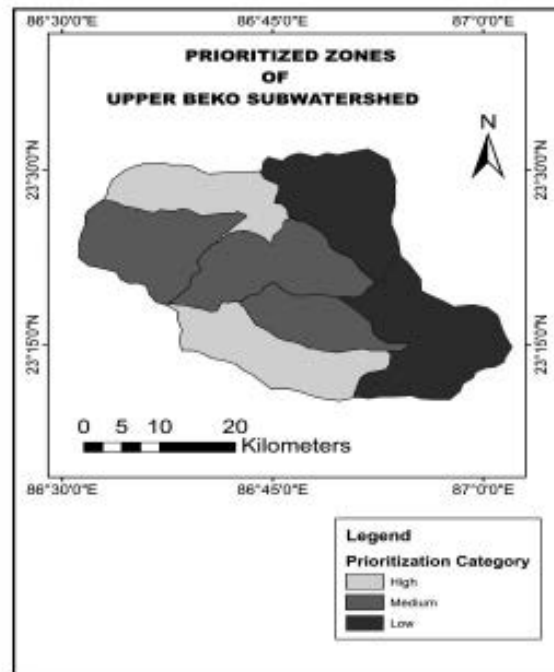 86°30'0"E 86°45'0"E 87°0'0"E
PRIORITIZED ZONES
OF
UPPER BEKO SUBWATERSHED
N
23°30'0"N 23°30'0"N
23°15'0"N 23°15'0"N
0 5 10 20
Kilometers
86°30'0"E 86°45'0"E 87°0'0"E
Legend
Prioritization Category
High
Medium
Low